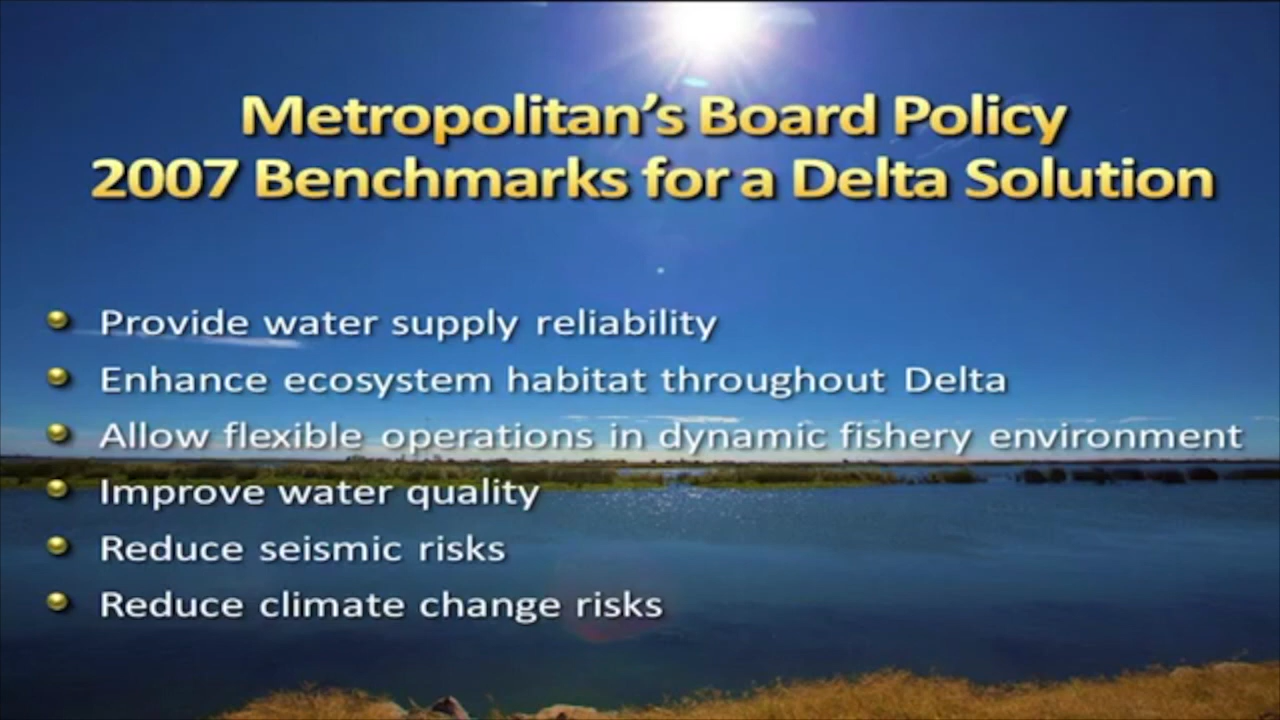 Metropolitan’s Board Policy
2007 Benchmarks for a Delta Solution
Provide water supply reliability
Enhance ecosystem habitat throughout Delta
Allow flexible operations in dynamic fishery environment
Improve water quality
Reduce seismic risks
Reduce climate change risks